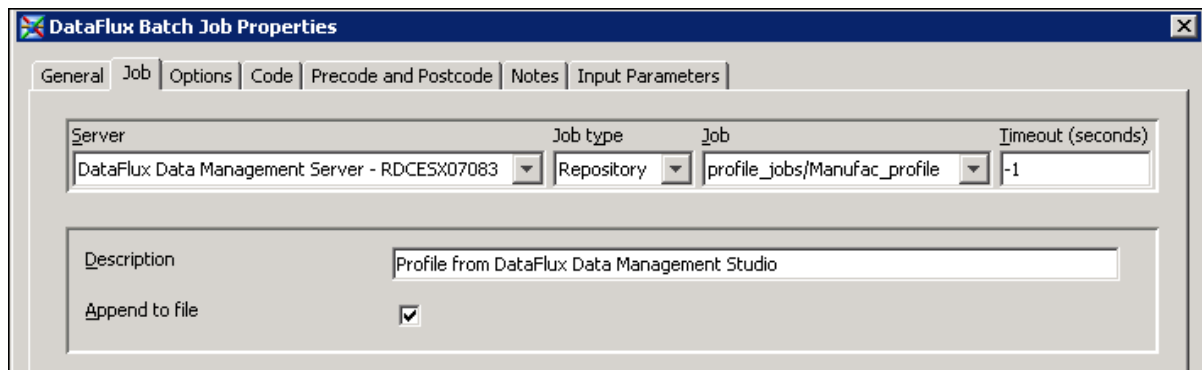 DataFlux Batch Job Properties
General Job Options Code Precode and Postcode Notes Input Parameters
Server Job type Job Timeout (seconds)
DataFlux Data Management Server - RDCESX07083 Repository profile_jobs/Manufac_profile -1
Description Profile from DataFlux Data Management Studio
Append to file